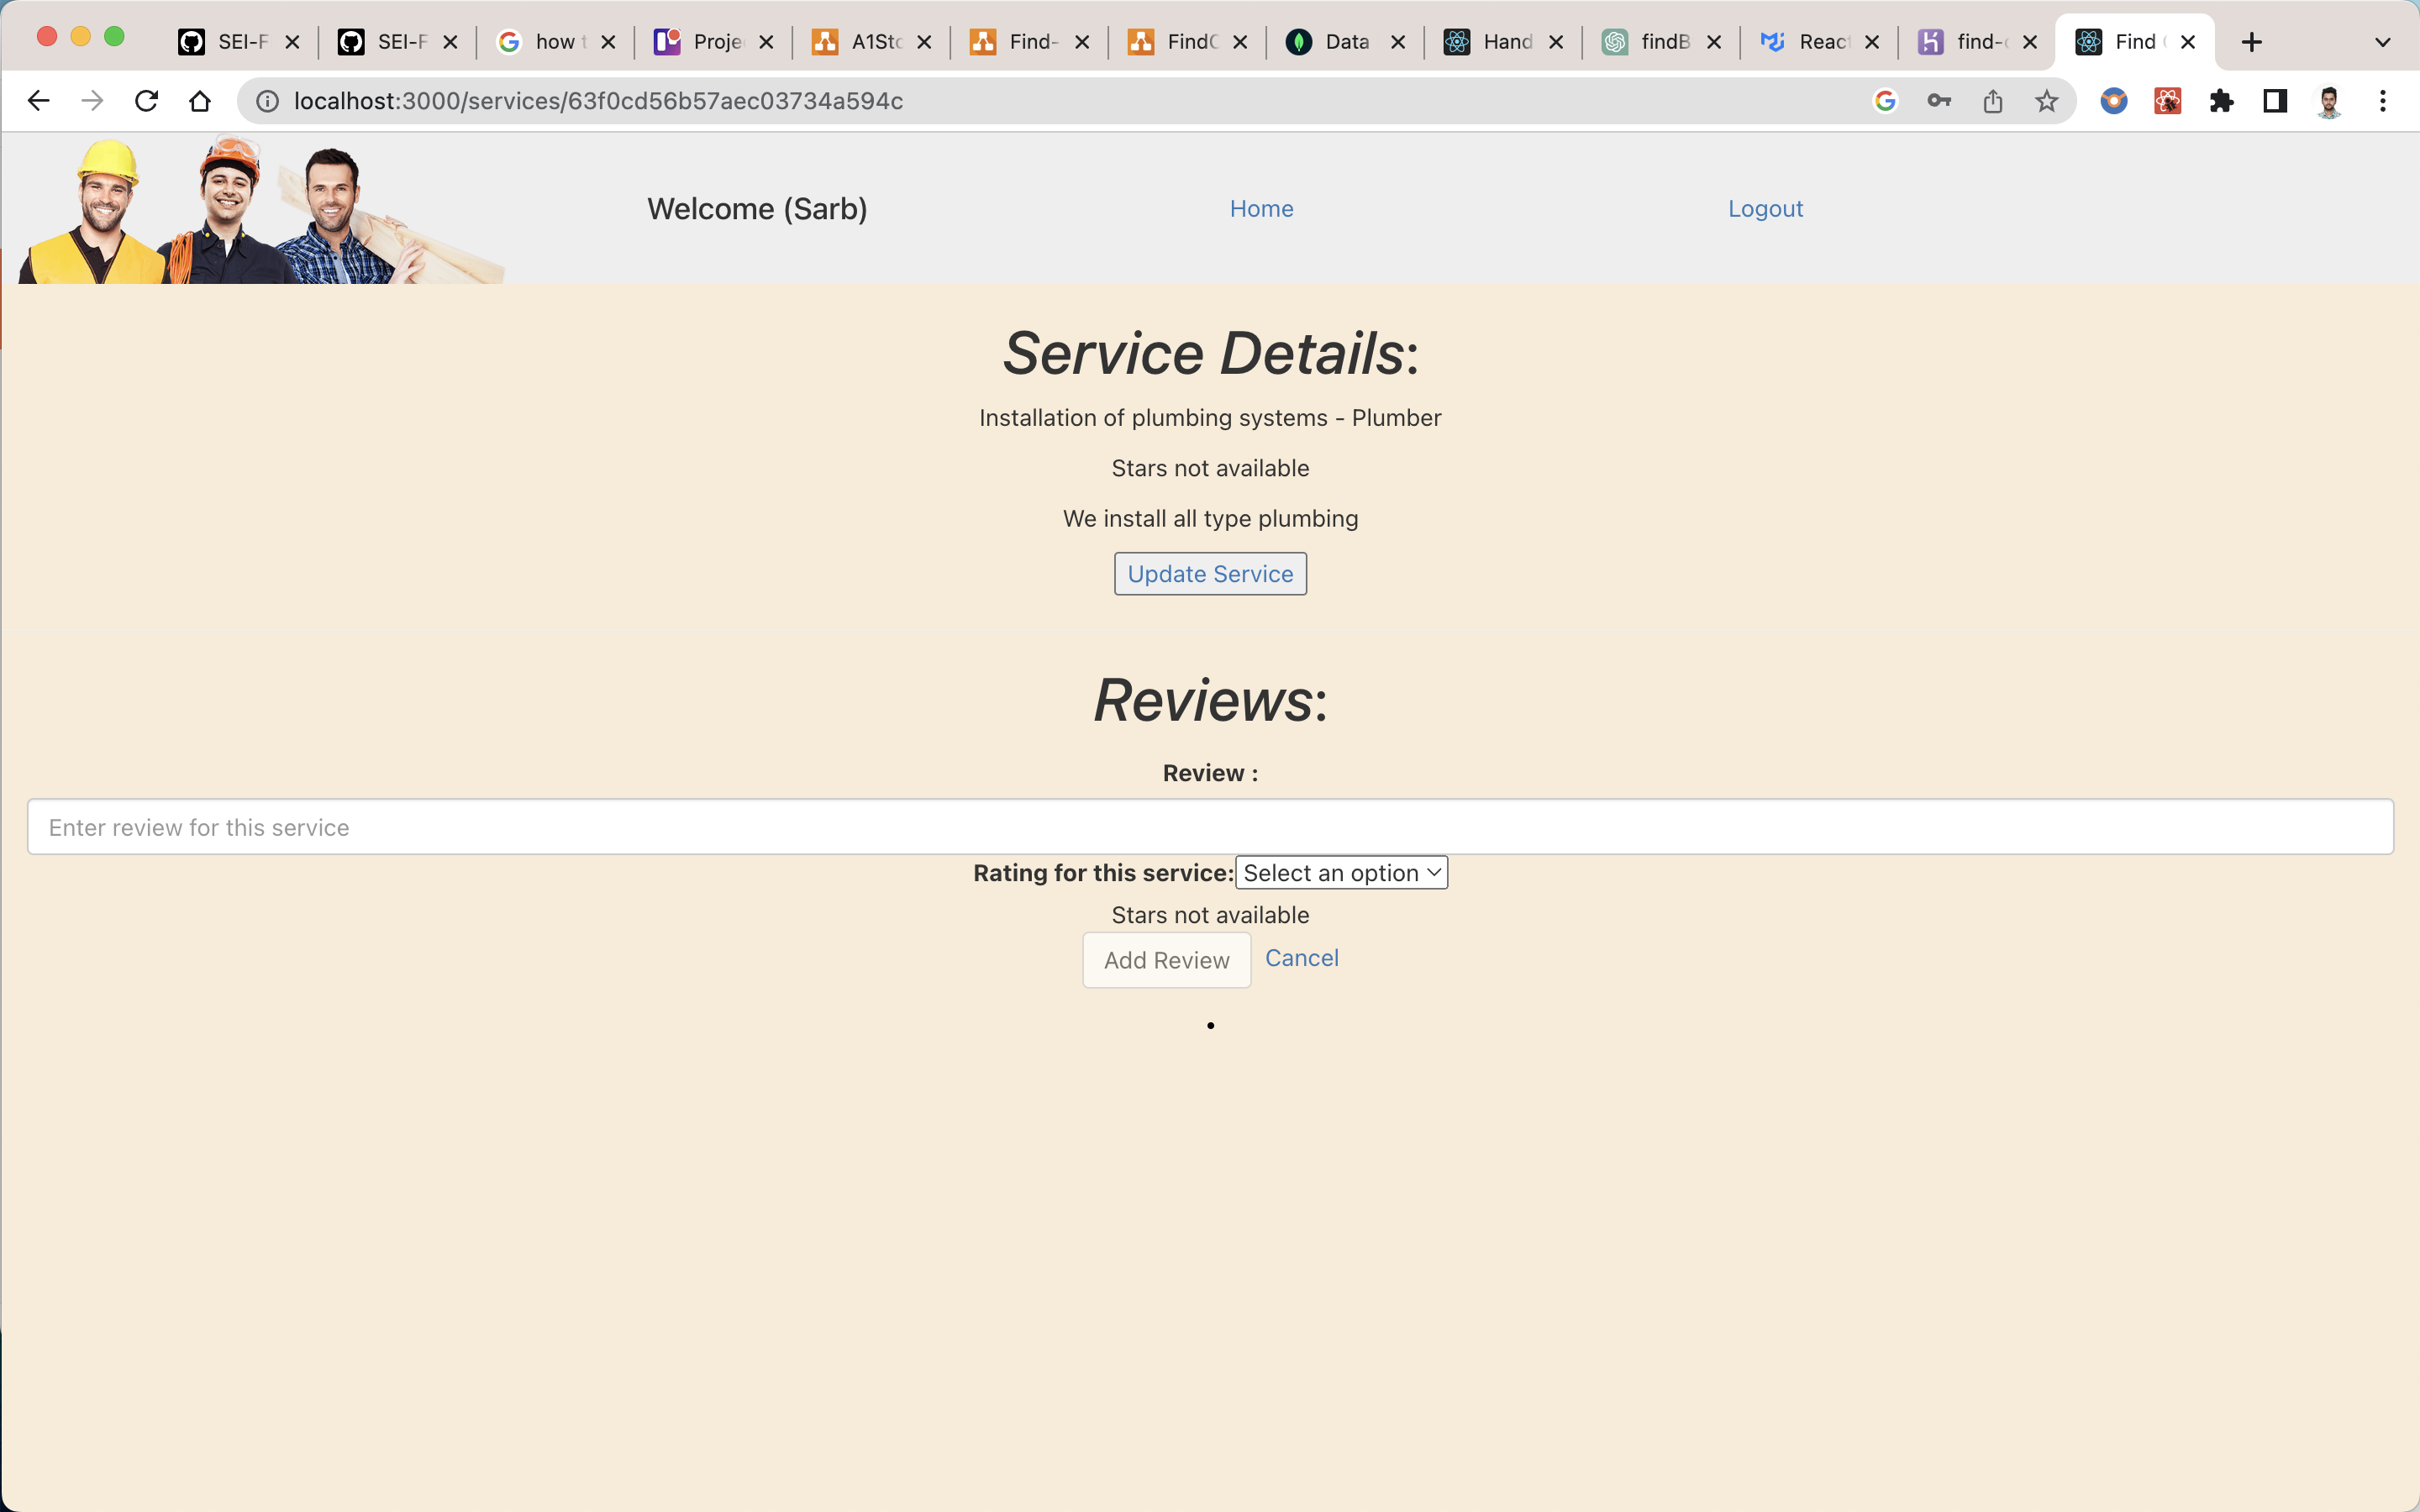 SEI-F
SEI-F
how t
Proje
A1Sto
Find-
FindC
Data
Hand
findB
React
find-c
Find
localhost:3000/services/63f0cd56b57aec03734a594c
Welcome (Sarb)
Home
Logout
Service Details:
Installation of plumbing systems - Plumber
Stars not available
We install all type plumbing
Update Service
Reviews:
Review :
Enter review for this service
Rating for this service: Select an option
Stars not available
Add Review Cancel